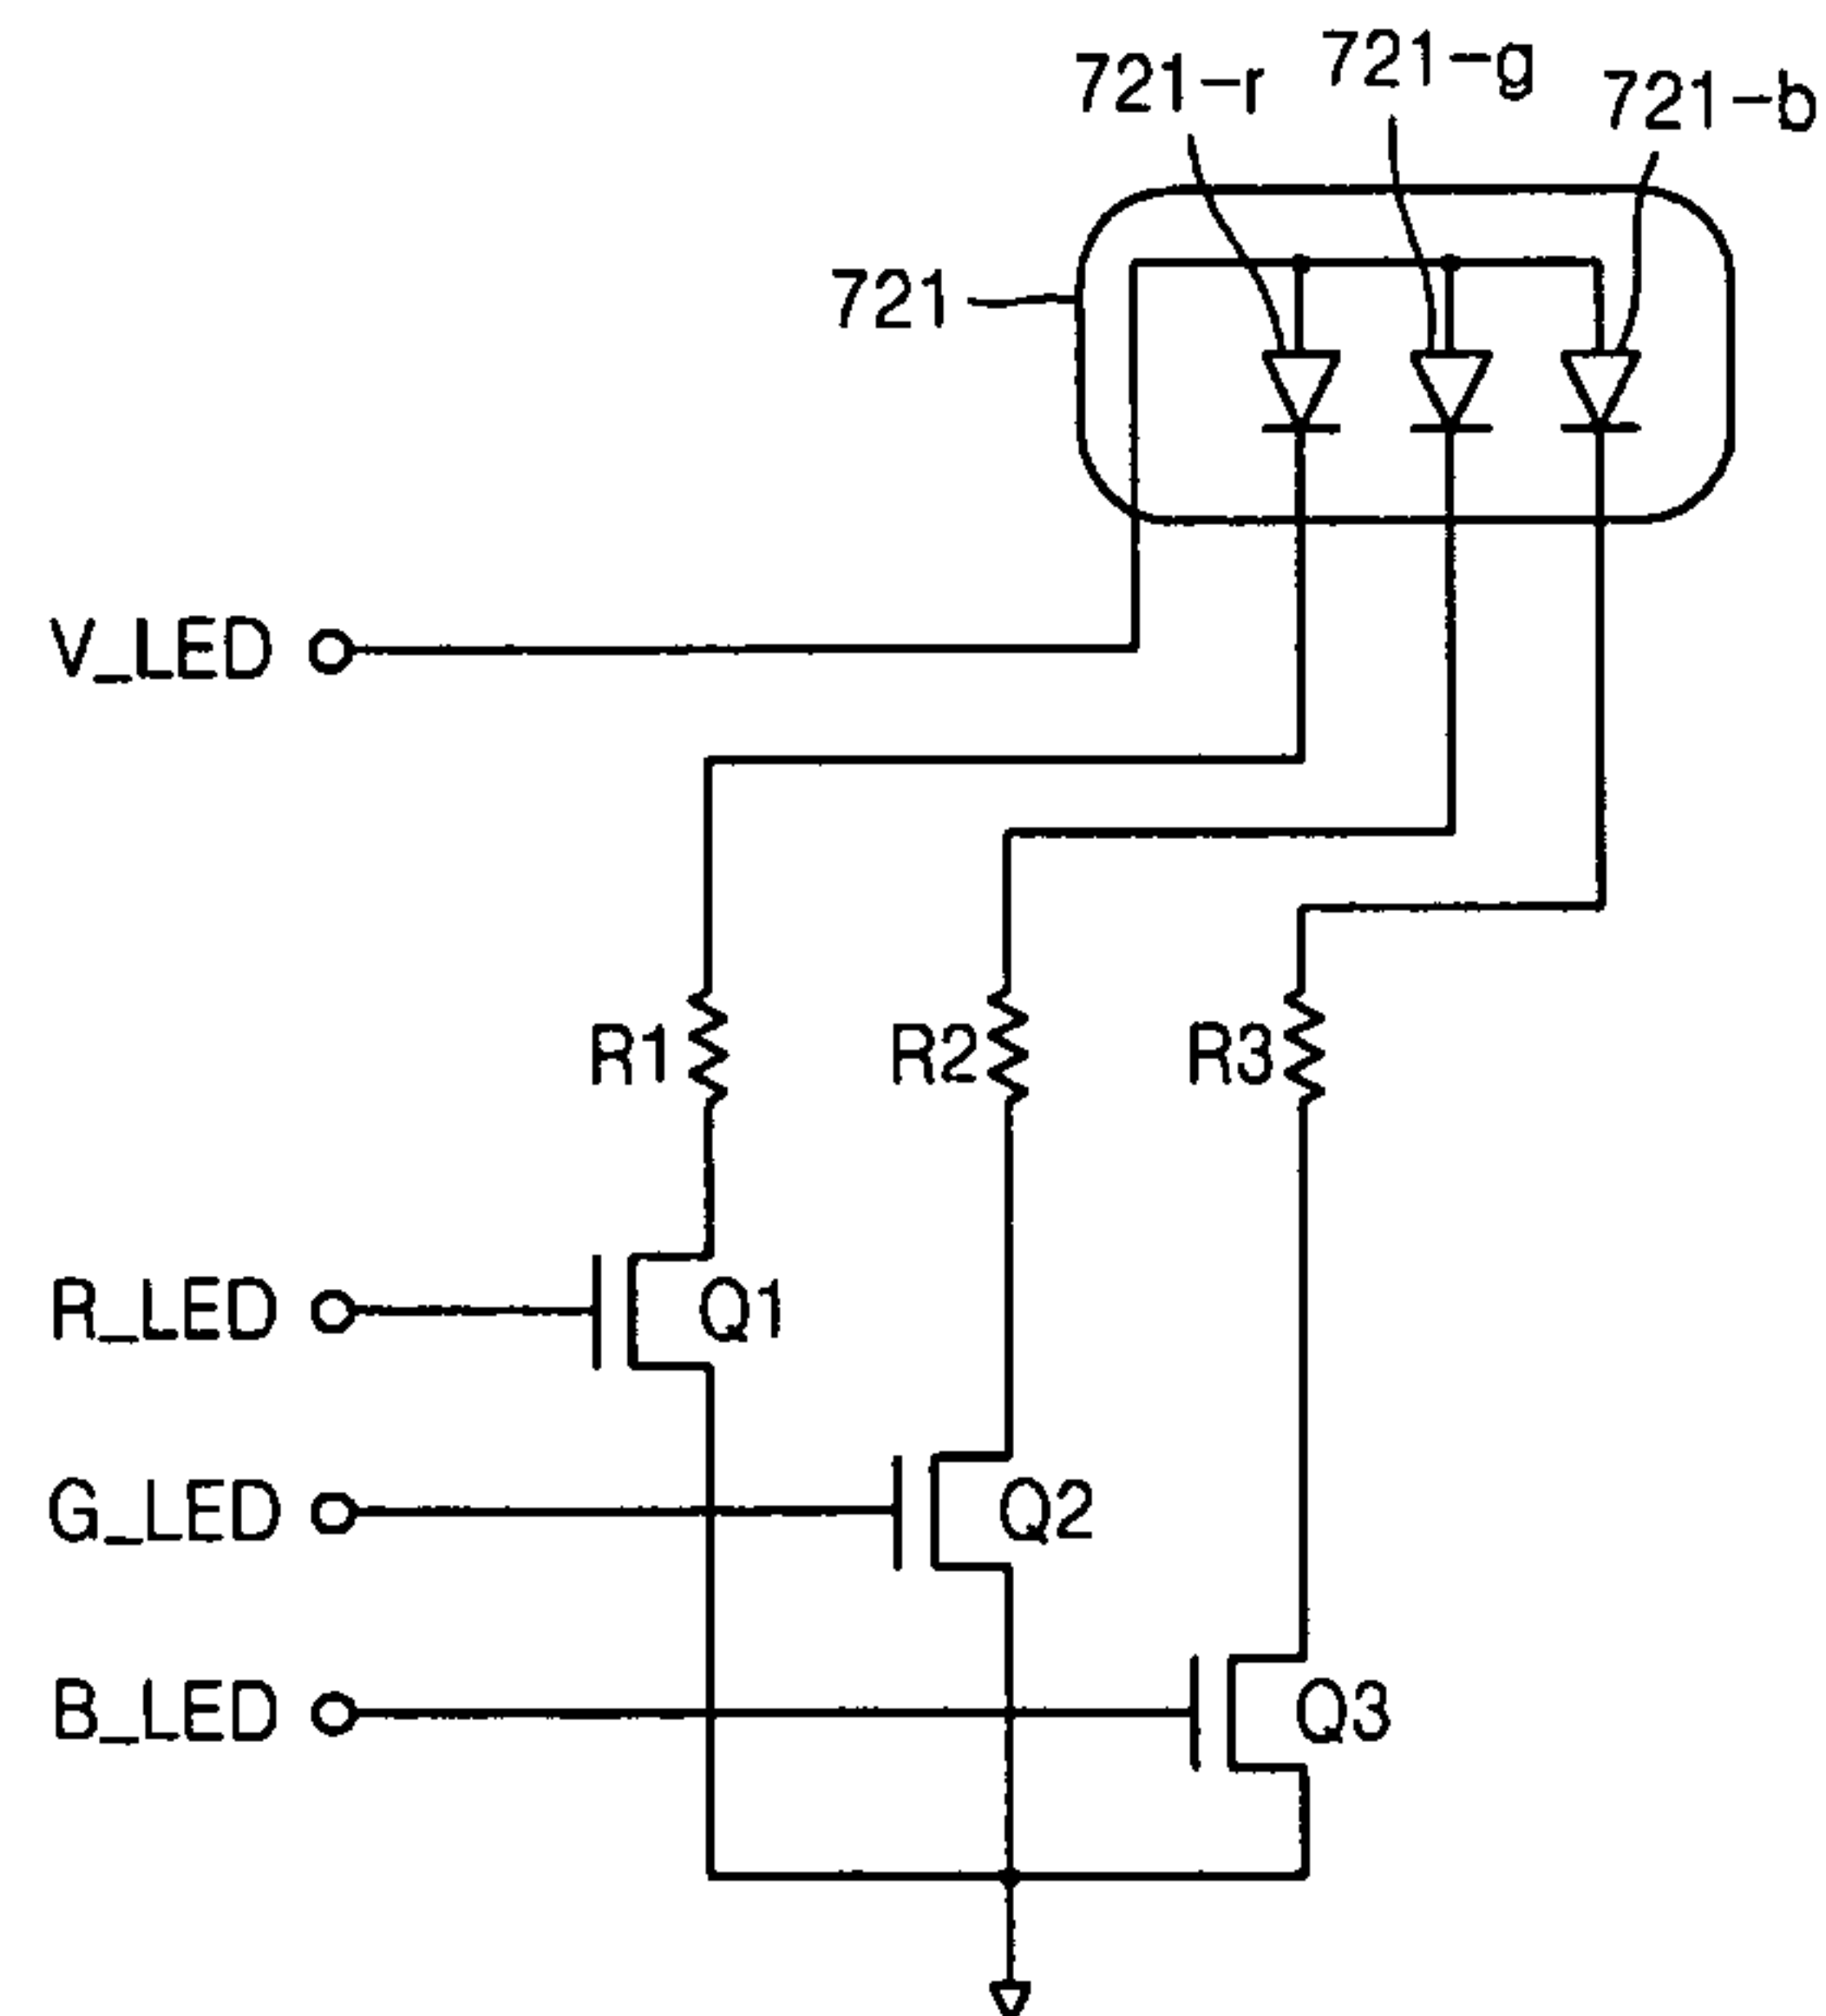 721-r
721-g
721-b
721
V_LED
R1
R2
R3
R_LED
Q1
G_LED
Q2
B_LED
Q3